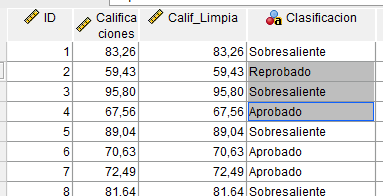 ID Califica Calif_Limpia Clasificacion
ciones
1 83,26 83,26 Sobresaliente
2 59,43 59,43 Reprobado
3 95,80 95,80 Sobresaliente
4 67,56 67,56 Aprobado
5 89,04 89,04 Sobresaliente
6 70,63 70,63 Aprobado
7 72,49 72,49 Aprobado
8 81,64 81,64 Sobresaliente